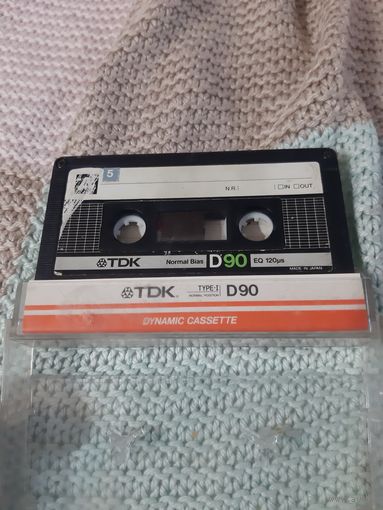 5
N.R. IN OUT
TDK Normal Bias D90 EQ 120μs
MADE IN JAPAN
TDK TYPE I NORMAL POSITION D90
DYNAMIC CASSETTE